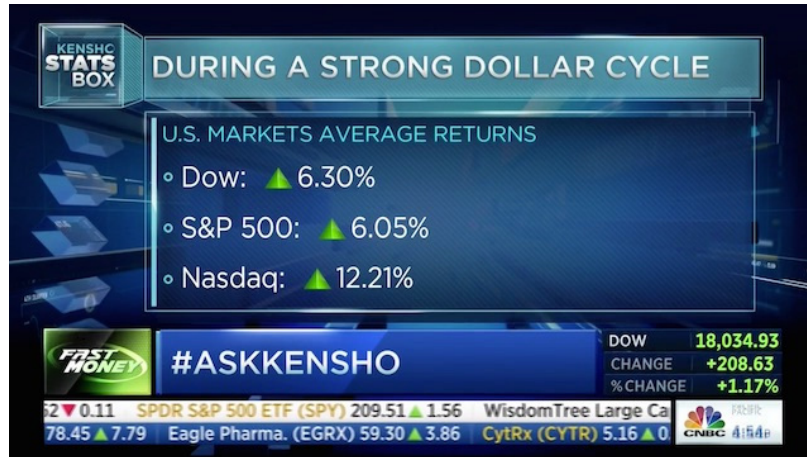 KENSHO
STATS
BOX
DURING A STRONG DOLLAR CYCLE
U.S. MARKETS AVERAGE RETURNS
Dow: ▲ 6.30%
S&P 500: ▲ 6.05%
Nasdaq: ▲ 12.21%
FAST
MONEY
#ASKKENSHO
DOW 18,034.93
CHANGE +208.63
%CHANGE +1.17%
62 ▼ 0.11 SPDR S&P 500 ETF (SPY) 209.51 ▲ 1.56 WisdomTree Large
78.45 ▲ 7.79 Eagle Pharma. (EGRX) 59.30 ▲ 3.86 CytRx (CYTR) 5.16 ▲ 0
CNBC